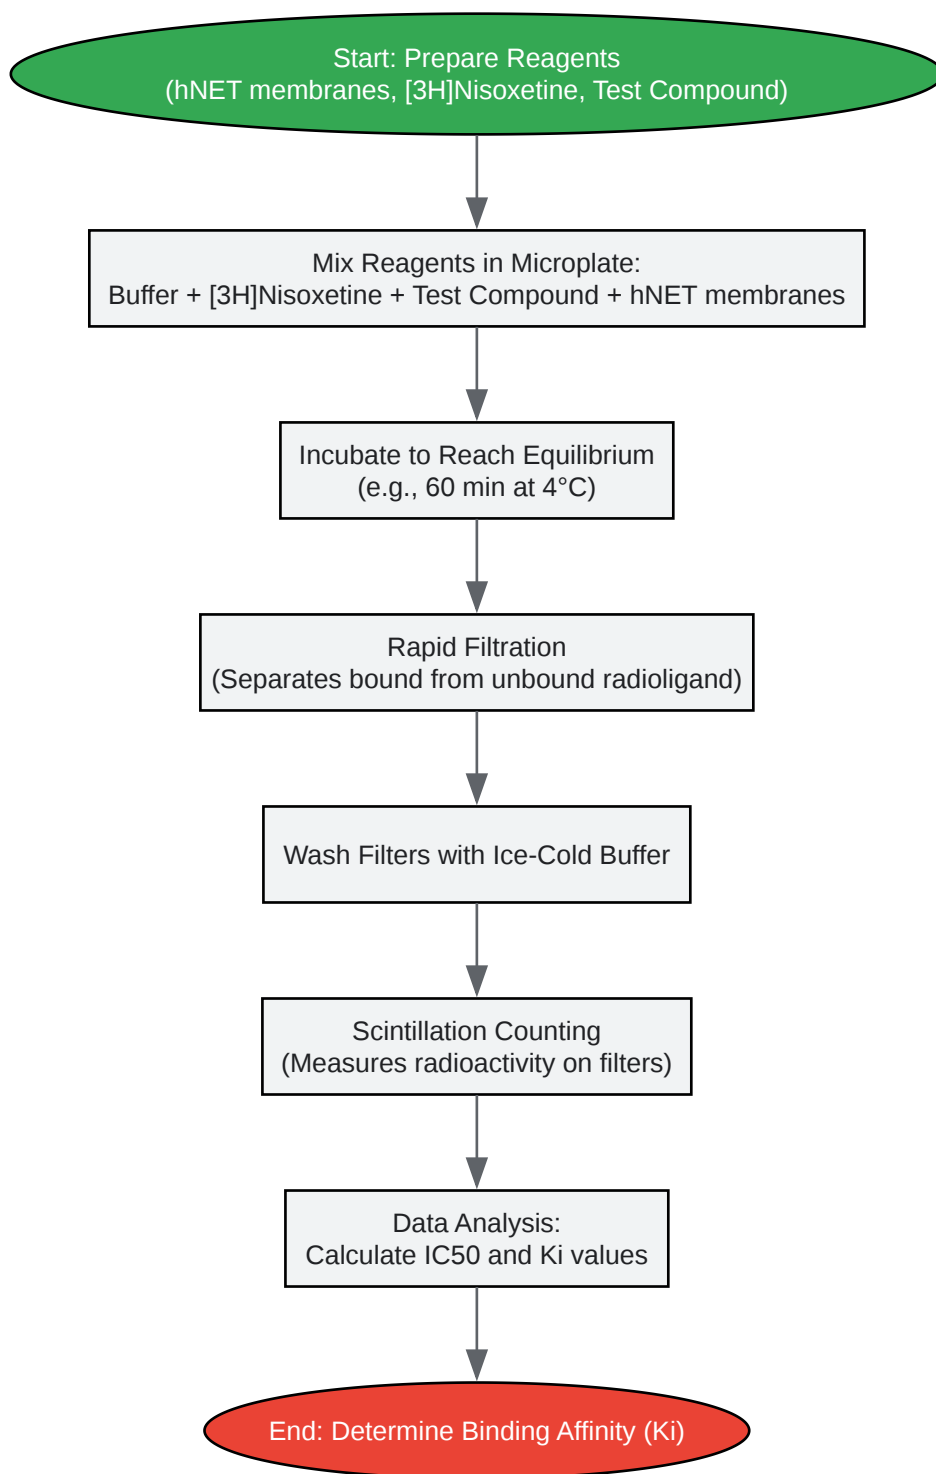 Start: Prepare Reagents
(hNET membranes, [3H]Nisoxetine, Test Compound)
Mix Reagents in Microplate:
Buffer + [3H]Nisoxetine + Test Compound + hNET membranes
Incubate to Reach Equilibrium
(e.g., 60 min at 4°C)
Rapid Filtration
(Separates bound from unbound radioligand)
Wash Filters with Ice-Cold Buffer
Scintillation Counting
(Measures radioactivity on filters)
Data Analysis:
Calculate IC50 and Ki values
End: Determine Binding Affinity (Ki)